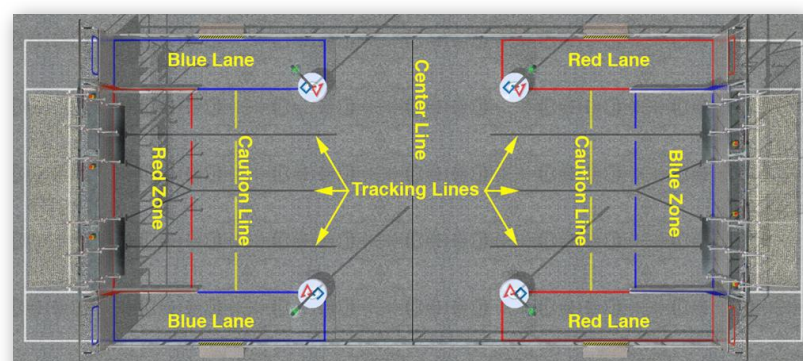 Blue Lane
Red Lane
Center Line
Red Zone
Caution Line
Tracking Lines
Caution Line
Blue Zone
Blue Lane
Red Lane